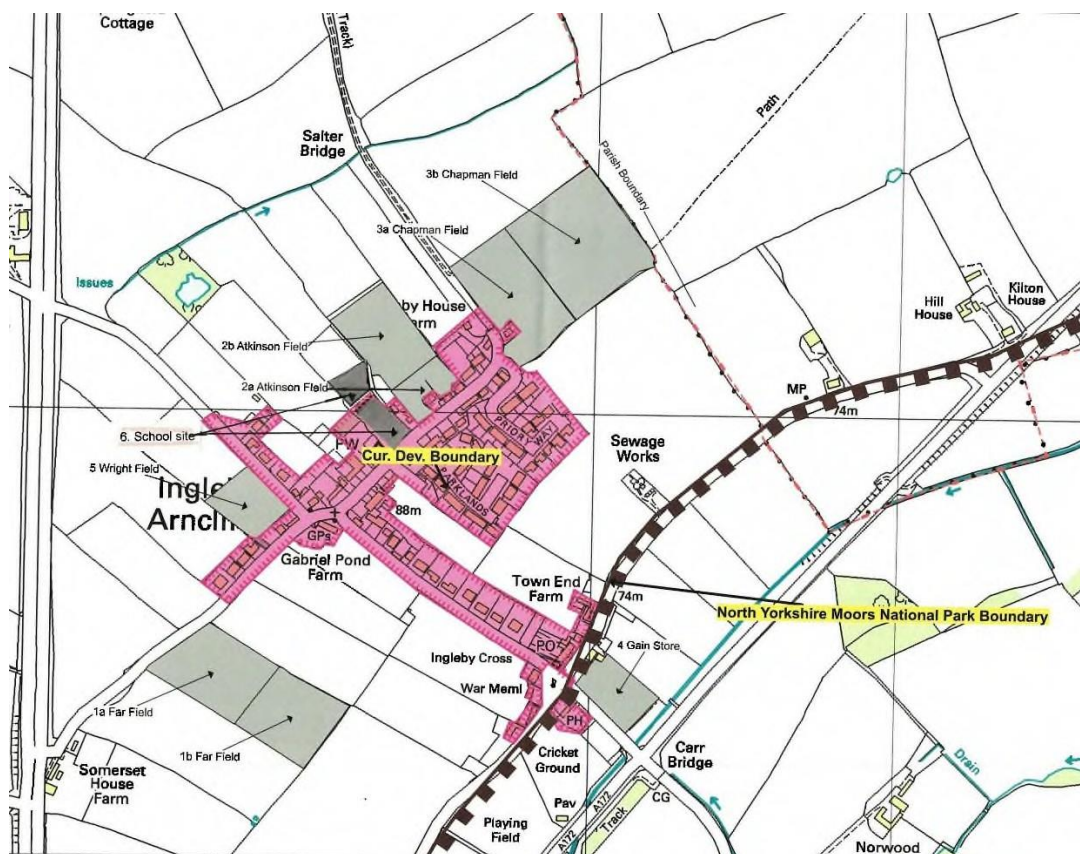 Cottage
Track)
Salter
Bridge
Path
3b Chapman Field
Parish Boundary
3a Chapman Field
Issues
by House
arm
Hill
House
Kilton
House
2b Atkinson Field
2a Atkinson Field
MP
74m
6. School site
PW
PRIORY WAY
Sewage
Works
Cur. Dev. Boundary
5 Wright Field
PARKLANDS
Ingle
Arncli
88m
GPs
Gabriel Pond
Farm
Town End
Farm
74m
North Yorkshire Moors National Park Boundary
PO
4 Gain Store
Ingleby Cross
War Meml
1a Far Field
PH
1b Far Field
Cricket
Ground
Carr
Bridge
Drain
Somerset
House
Farm
Pav
A172
CG
Track
Playing
Field
A172
Norwood